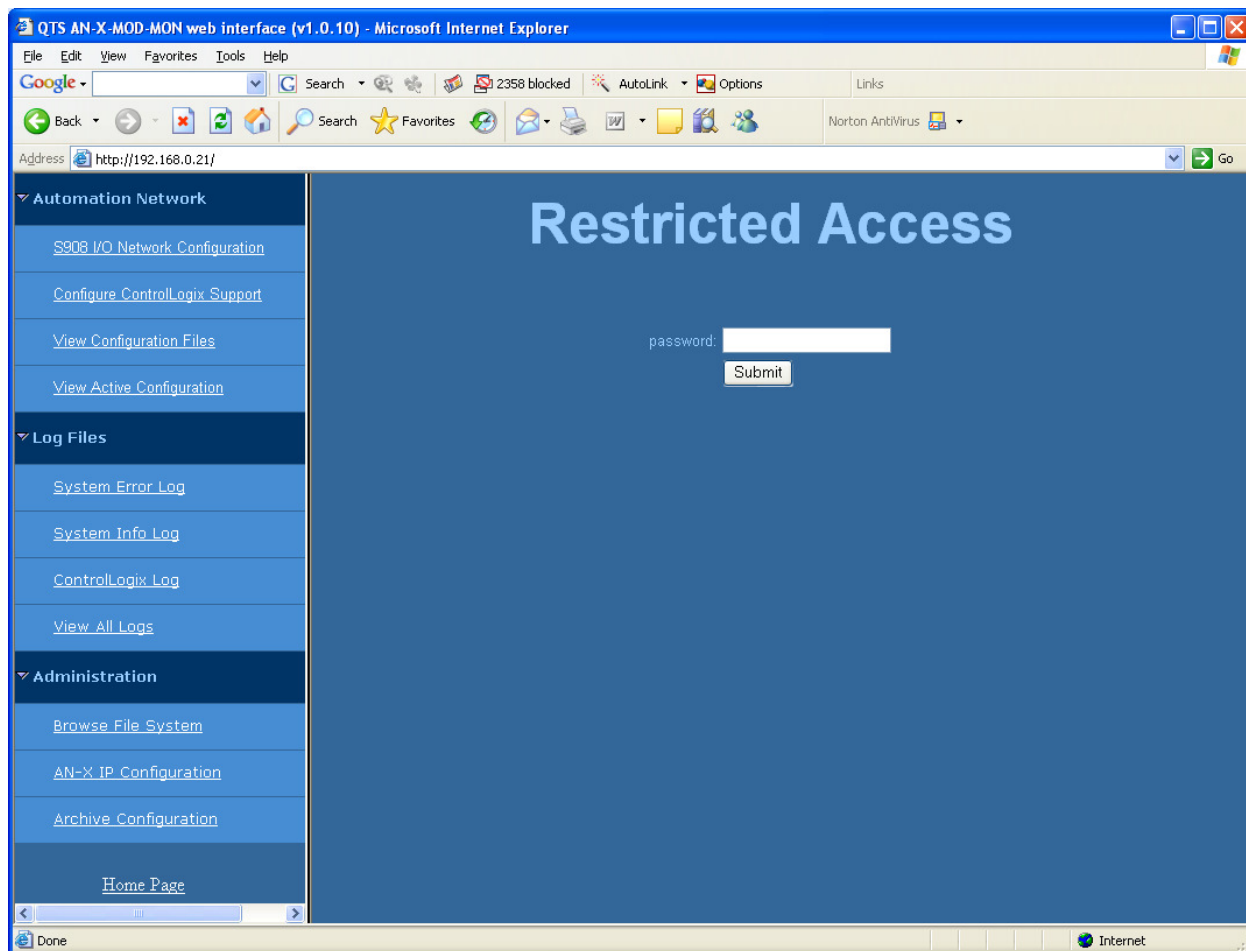 QTS AN-X-MOD-MON web interface (v1.0.10) - Microsoft Internet Explorer
File Edit View Favorites Tools Help
Google Search 2358 blocked AutoLink Options Links
Back Search Favorites Norton AntiVirus
Address http://192.168.0.21/ Go
Automation Network
S908 I/O Network Configuration
Configure ControlLogix Support
View Configuration Files
View Active Configuration
Log Files
System Error Log
System Info Log
ControlLogix Log
View All Logs
Administration
Browse File System
AN-X IP Configuration
Archive Configuration
Home Page
Restricted Access
password:
Submit
Done Internet